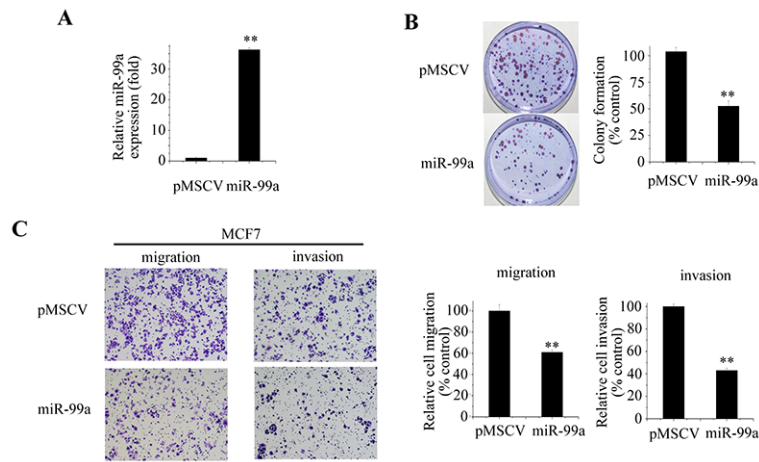 A
Relative miR-99a
expression (fold)
30
20
10
0
**
pMSCV miR-99a
B
pMSCV
miR-99a
Colony formation
(% control)
100
75
50
25
0
**
pMSCV miR-99a
C
MCF7
migration invasion
pMSCV
miR-99a
migration
Relative cell migration
(% control)
100
80
60
40
20
0
**
pMSCV miR-99a
invasion
Relative cell invasion
(% control)
100
80
60
40
20
0
**
pMSCV miR-99a